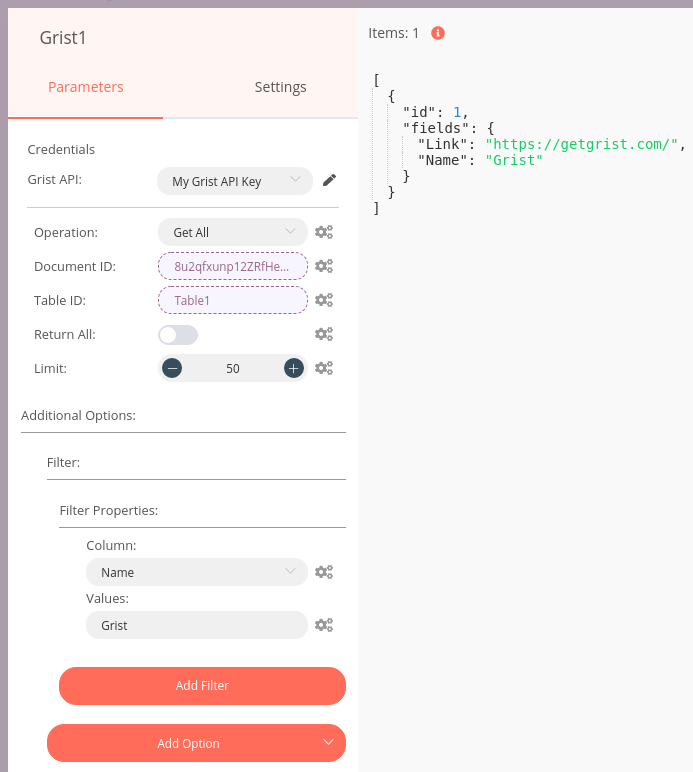 Grist1
Parameters
Settings
Credentials
Grist API:
My Grist API Key
Operation:
Get All
Document ID:
8u2qfxunp12ZRfHe...
Table ID:
Table1
Return All:
Limit:
50
Additional Options:
Filter:
Filter Properties:
Column:
Name
Values:
Grist
Add Filter
Add Option
Items: 1
[
{
"id": 1,
"fields": {
"Link": "https://getgrist.com/",
"Name": "Grist"
}
}
]